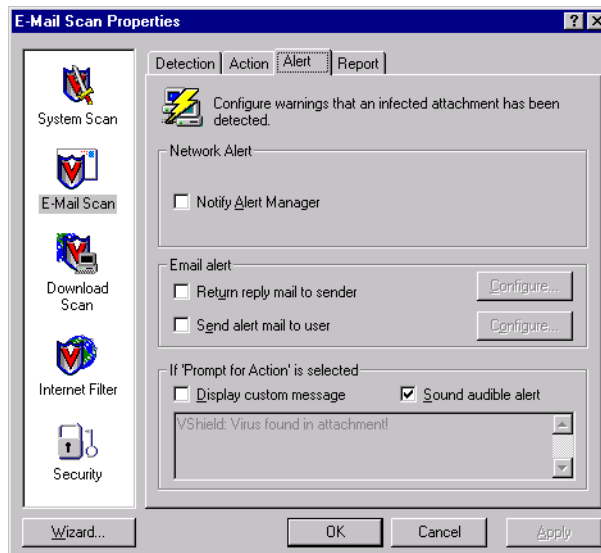 E-Mail Scan Properties
System Scan
E-Mail Scan
Download
Scan
Internet Filter
Security
Detection
Action
Alert
Report
Configure warnings that an infected attachment has been
detected.
Network Alert
Notify Alert Manager
Email alert
Return reply mail to sender
Configure...
Send alert mail to user
Configure...
If 'Prompt for Action' is selected
Display custom message
Sound audible alert
VShield: Virus found in attachment!
Wizard...
OK
Cancel
Apply